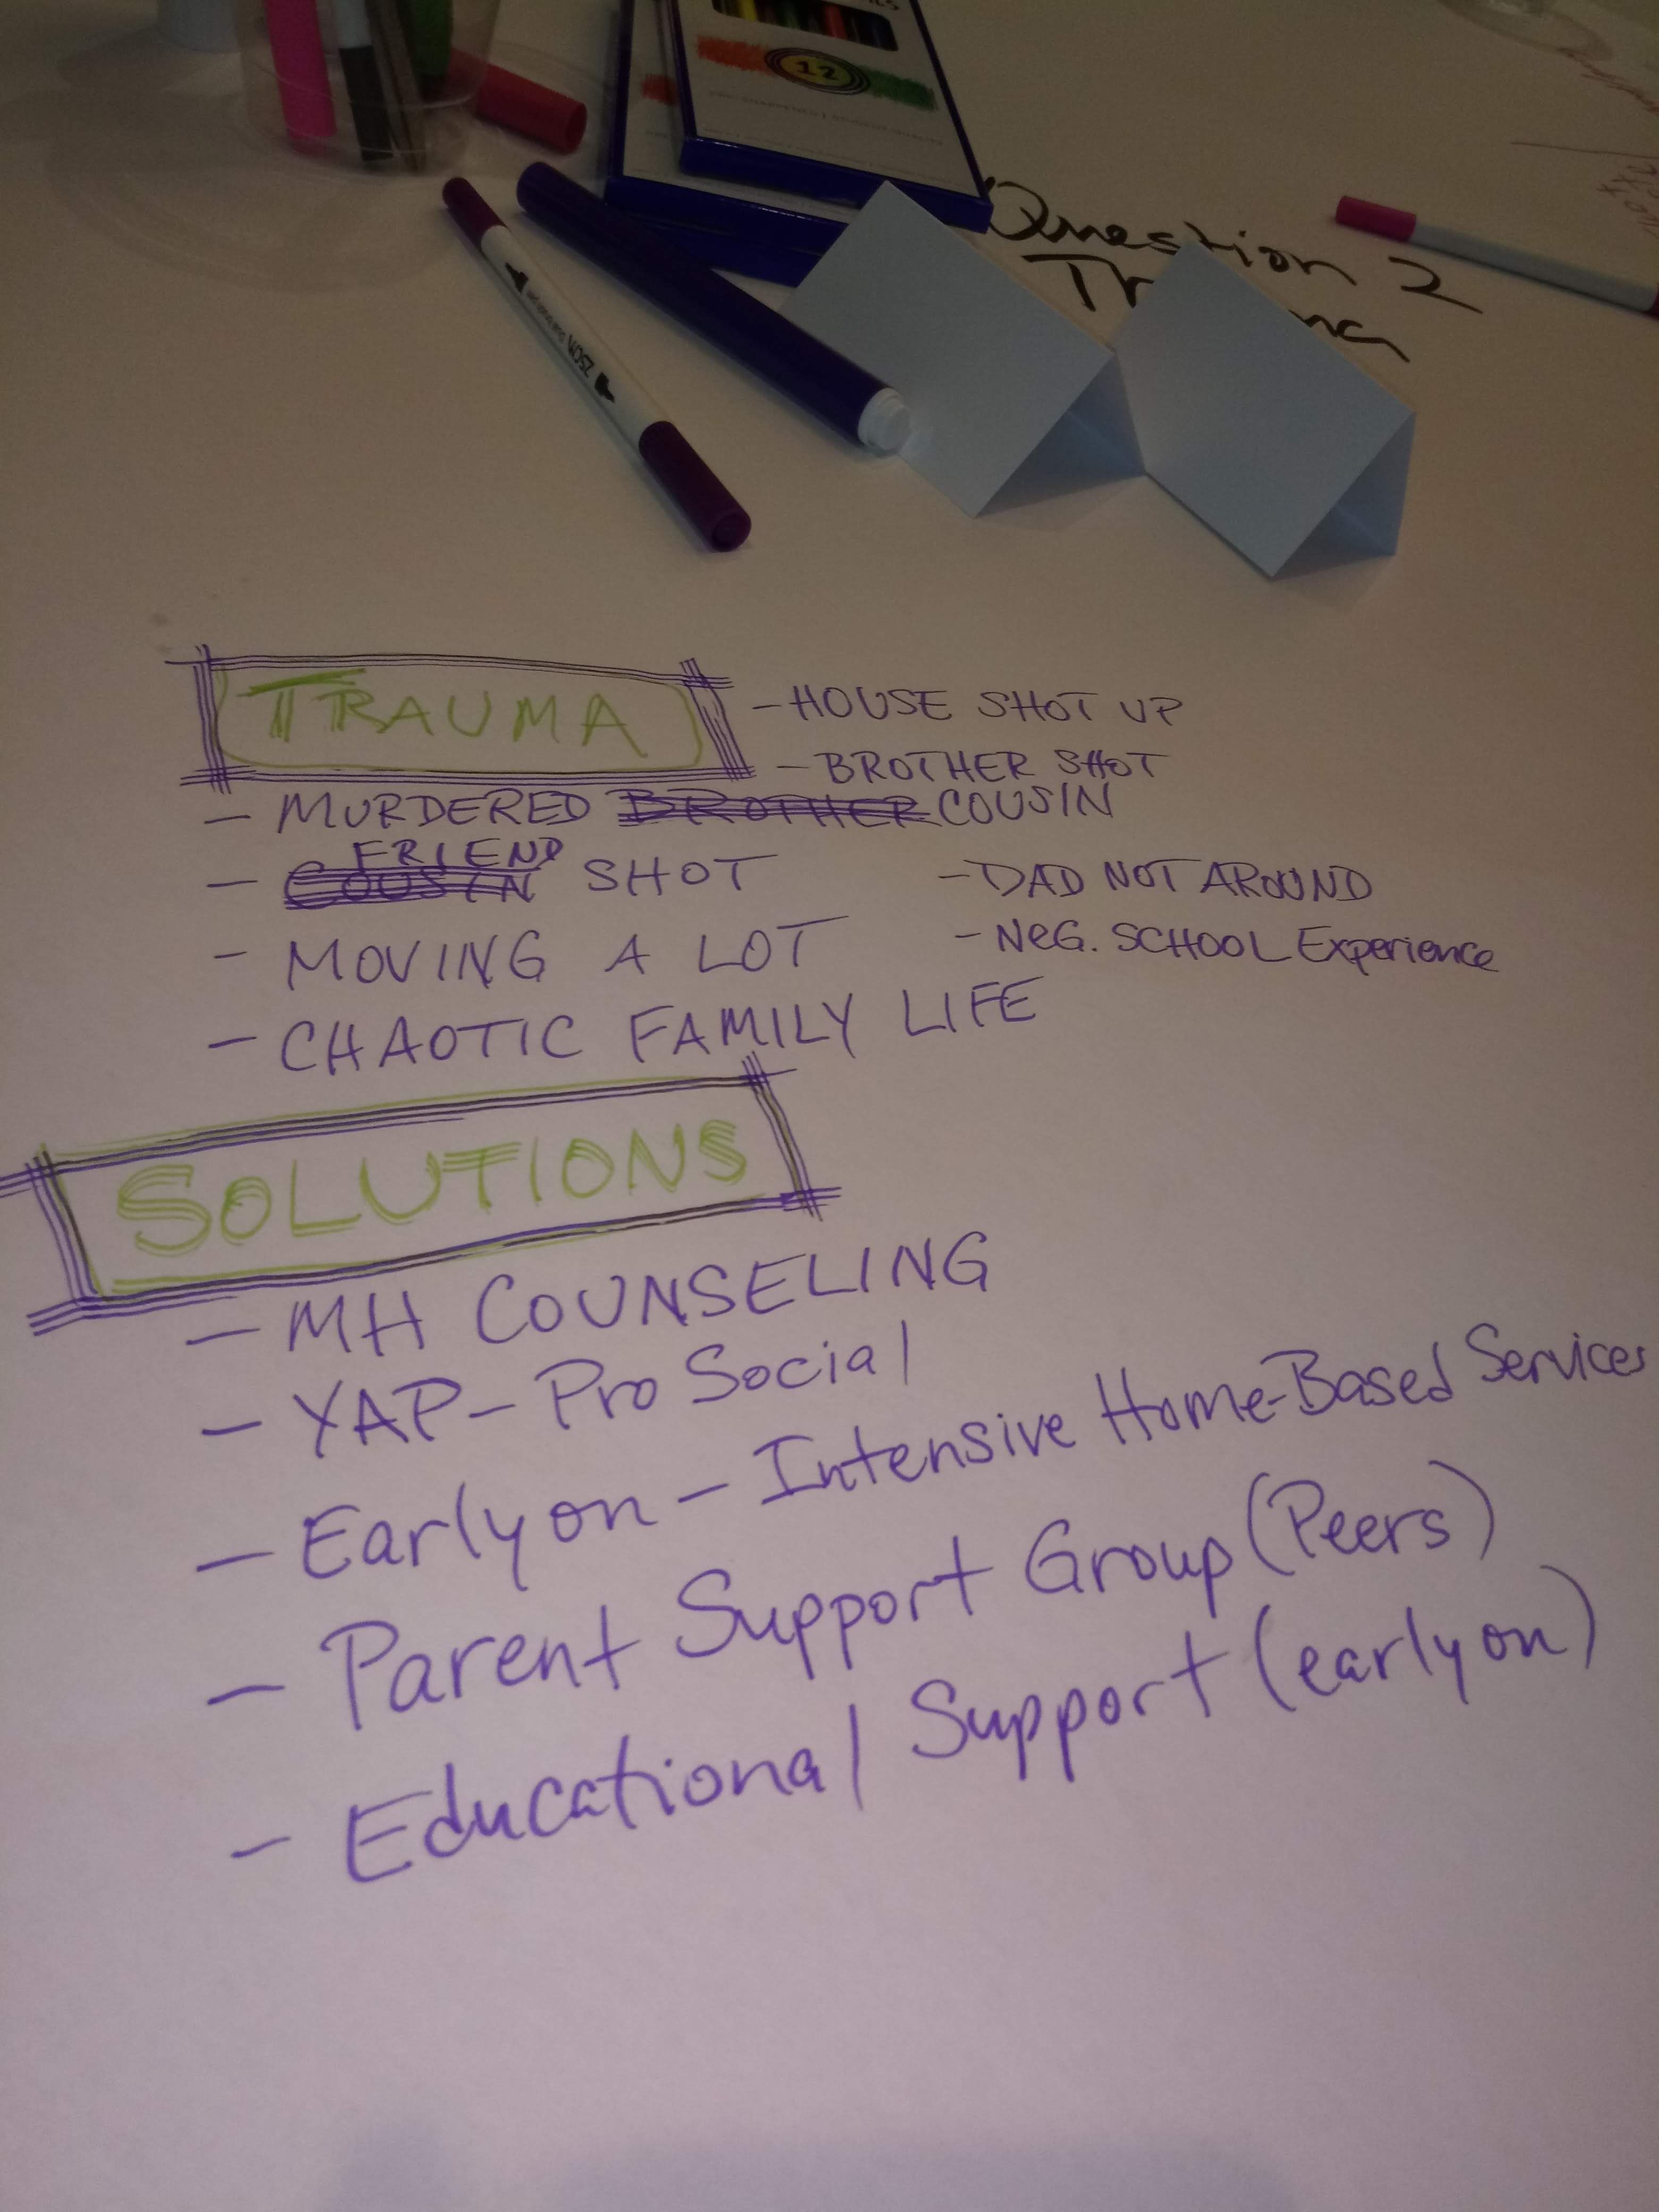 12
Question 2
TRAUMA
- HOUSE SHOT UP
- BROTHER SHOT
- MURDERED BROTHER COUSIN
FRIEND
- COUSIN SHOT
- DAD NOT AROUND
- MOVING A LOT
- NEG. SCHOOL Experience
- CHAOTIC FAMILY LIFE
SOLUTIONS
- MH COUNSELING
- YAP - Pro Social
- Early on - Intensive Home-Based Services
- Parent Support Group (Peers)
- Educational Support (early on)